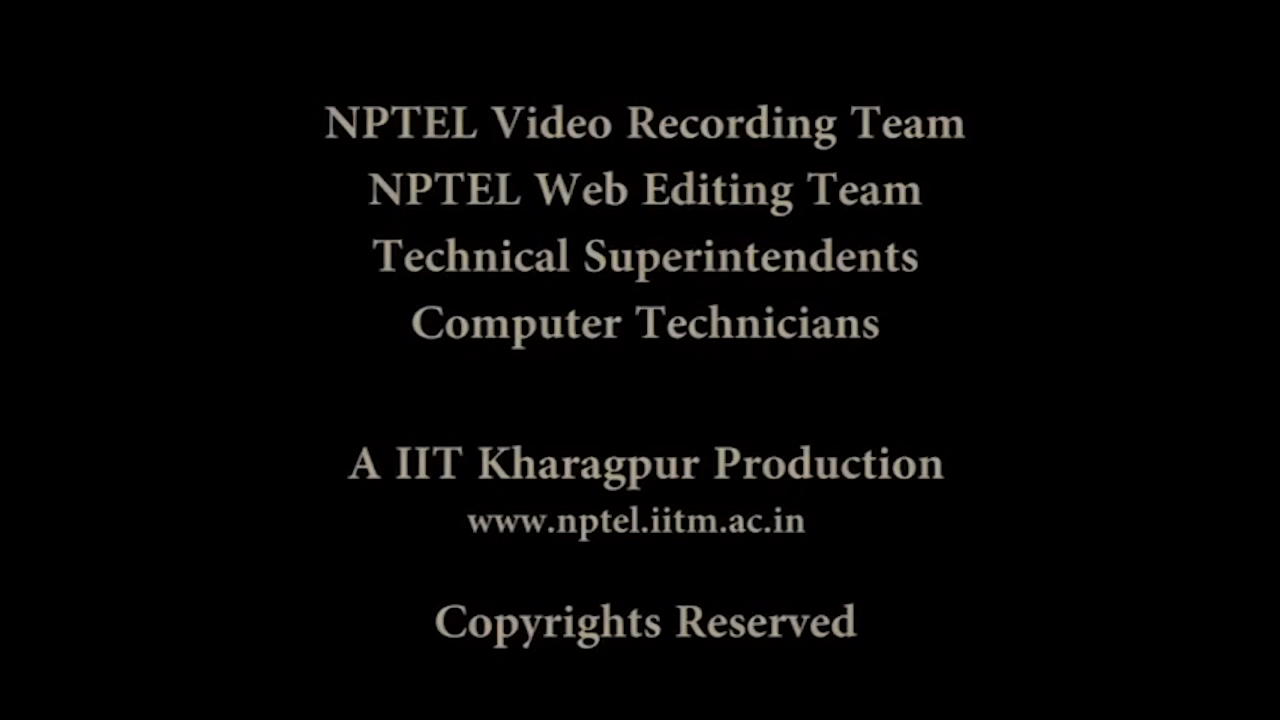 NPTEL Video Recording Team
NPTEL Web Editing Team
Technical Superintendents
Computer Technicians
A IIT Kharagpur Production
www.nptel.iitm.ac.in
Copyrights Reserved